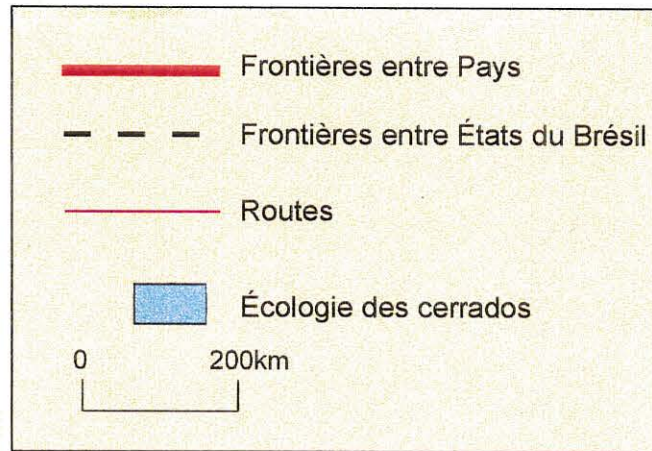 Frontières entre Pays
Frontières entre États du Brésil
Routes
Écologie des cerrados
0 200km